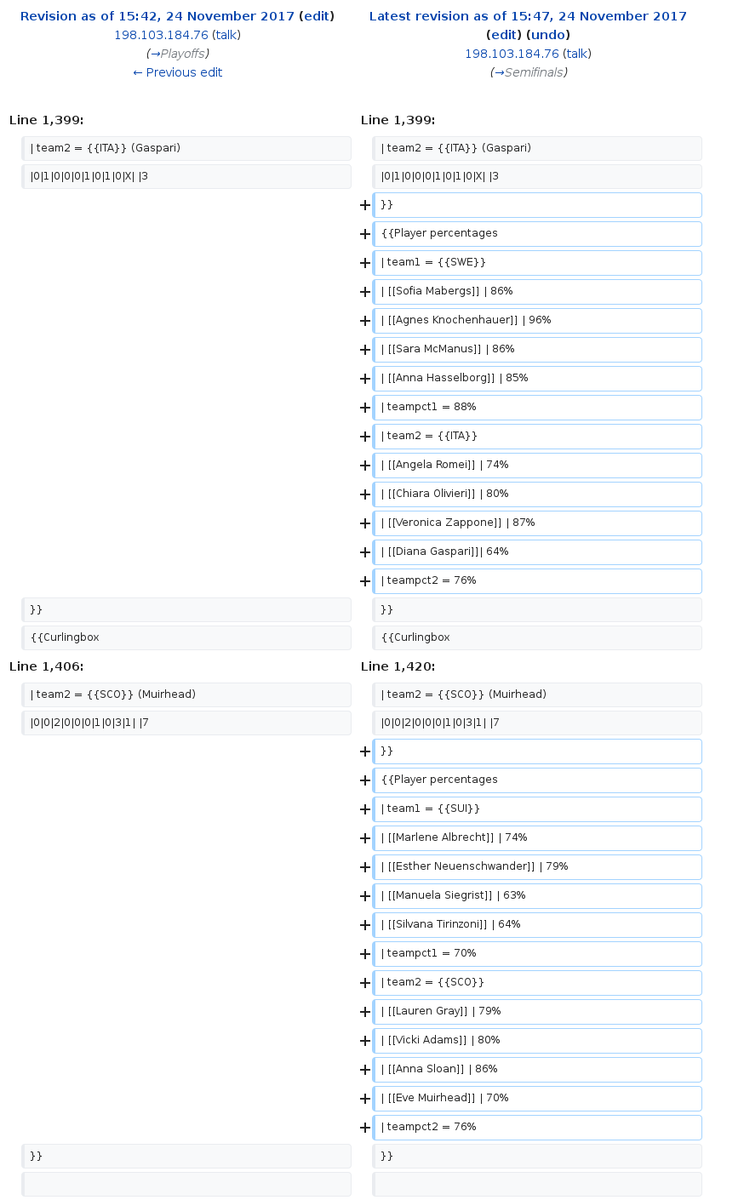 Revision as of 15:42, 24 November 2017 (edit)
198.103.184.76 (talk)
(→Playoffs)
← Previous edit
Latest revision as of 15:47, 24 November 2017
(edit) (undo)
198.103.184.76 (talk)
(→Semifinals)
Line 1,399:
Line 1,399:
| team2 = {{ITA}} (Gaspari)
| team2 = {{ITA}} (Gaspari)
|0|1|0|0|0|1|0|1|0|X| |3
|0|1|0|0|0|1|0|1|0|X| |3
+ }}
+ {{Player percentages
+ | team1 = {{SWE}}
+ | [[Sofia Mabergs]] | 86%
+ | [[Agnes Knochenhauer]] | 96%
+ | [[Sara McManus]] | 86%
+ | [[Anna Hasselborg]] | 85%
+ | teampct1 = 88%
+ | team2 = {{ITA}}
+ | [[Angela Romei]] | 74%
+ | [[Chiara Olivieri]] | 80%
+ | [[Veronica Zappone]] | 87%
+ | [[Diana Gaspari]]| 64%
+ | teampct2 = 76%
}}
}}
{{Curlingbox
{{Curlingbox
Line 1,406:
Line 1,420:
| team2 = {{SCO}} (Muirhead)
| team2 = {{SCO}} (Muirhead)
|0|0|2|0|0|0|1|0|3|1| |7
|0|0|2|0|0|0|1|0|3|1| |7
+ }}
+ {{Player percentages
+ | team1 = {{SUI}}
+ | [[Marlene Albrecht]] | 74%
+ | [[Esther Neuenschwander]] | 79%
+ | [[Manuela Siegrist]] | 63%
+ | [[Silvana Tirinzoni]] | 64%
+ | teampct1 = 70%
+ | team2 = {{SCO}}
+ | [[Lauren Gray]] | 79%
+ | [[Vicki Adams]] | 80%
+ | [[Anna Sloan]] | 86%
+ | [[Eve Muirhead]] | 70%
+ | teampct2 = 76%
}}
}}